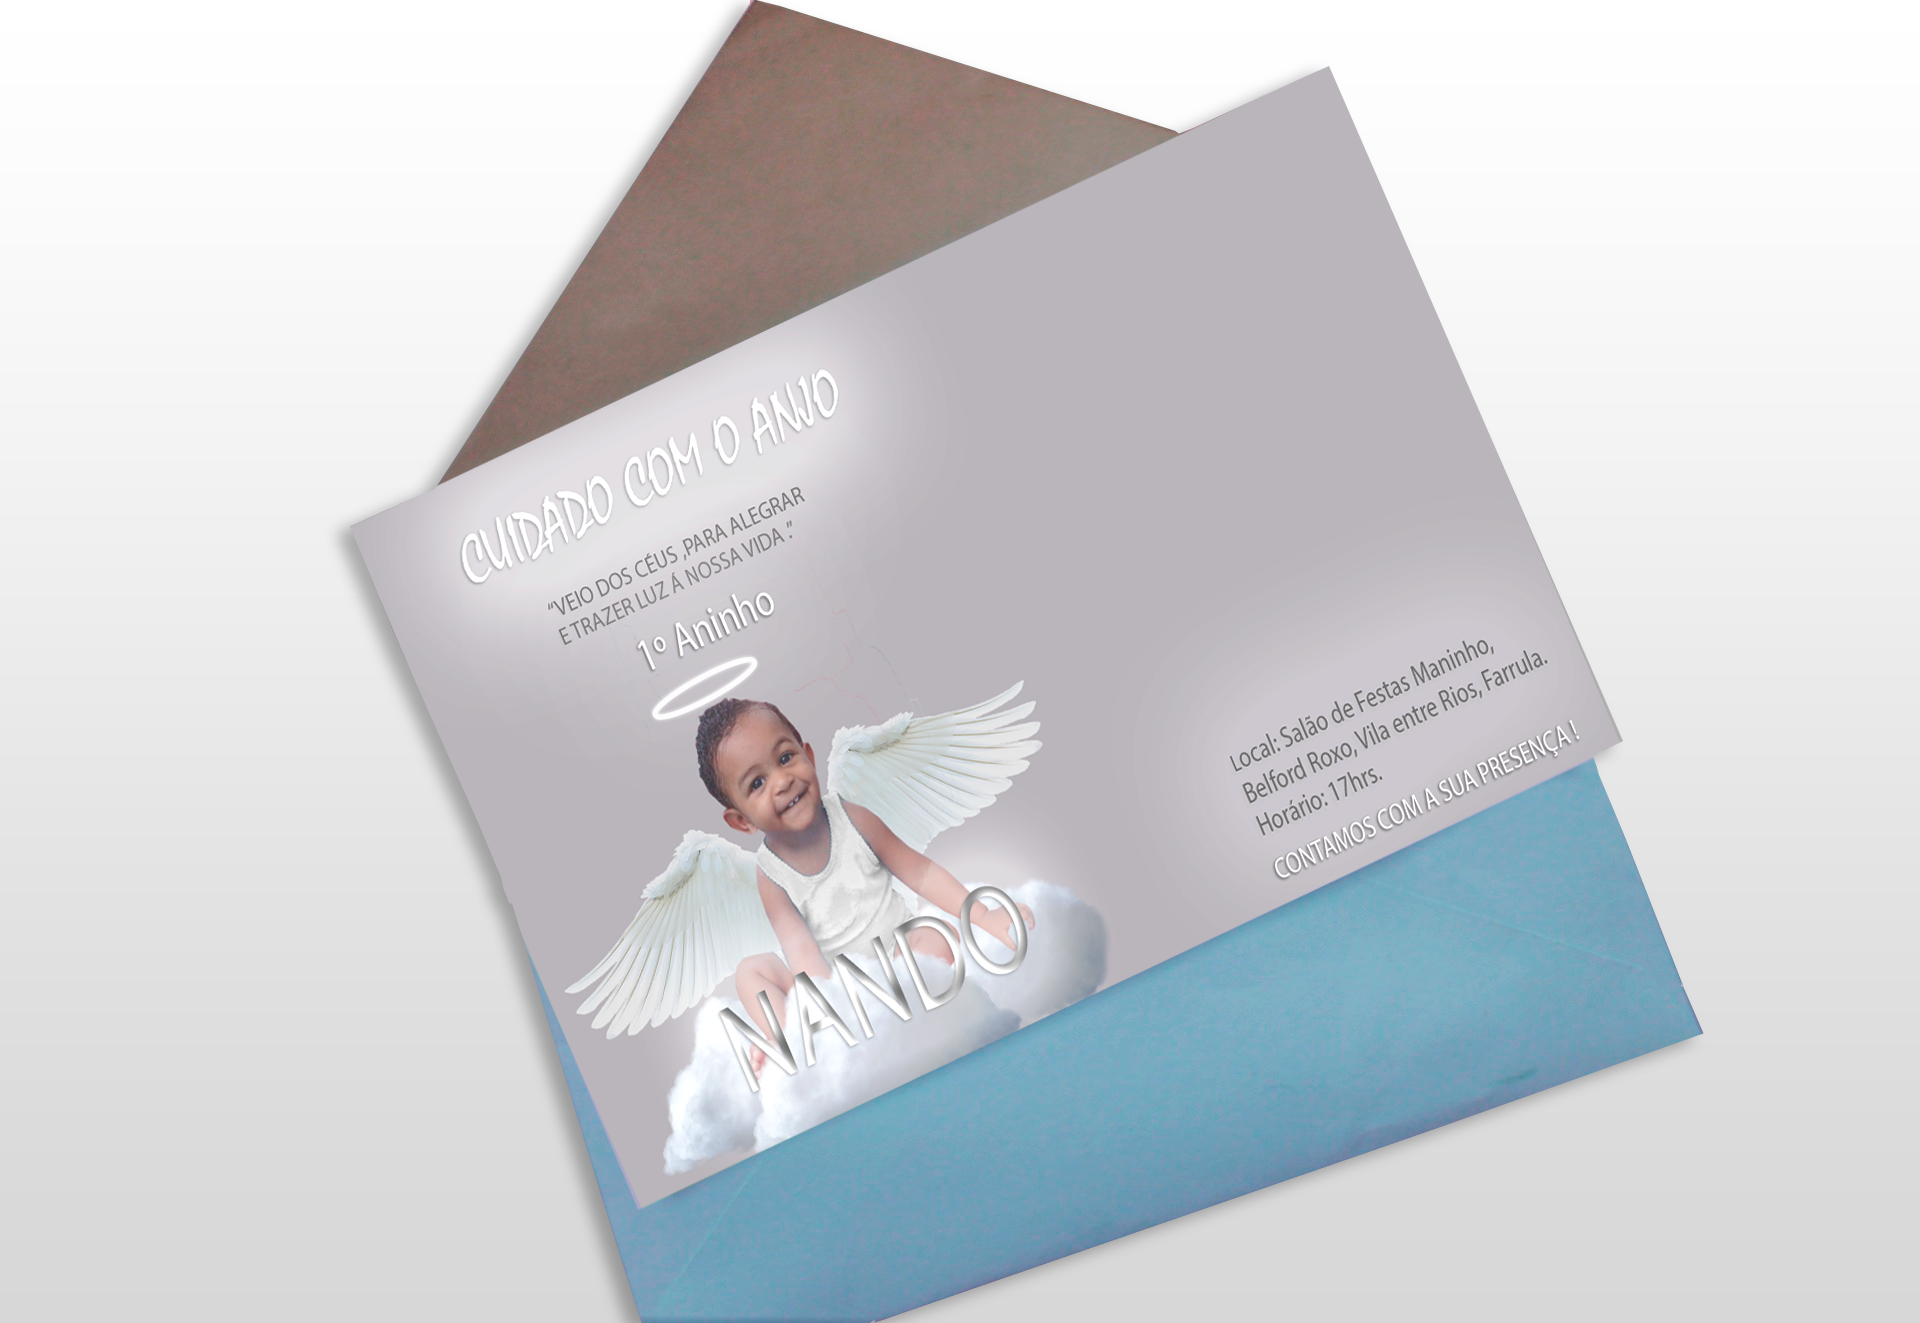 CUIDADO COM O ANJO
“VEIO DOS CÉUS ,PARA ALEGRAR
E TRAZER LUZ Á NOSSA VIDA .”
1º Aninho
NANDO
Local: Salão de Festas Maninho,
Belford Roxo, Vila entre Rios, Farrula.
Horário: 17hrs.
CONTAMOS COM A SUA PRESENÇA !